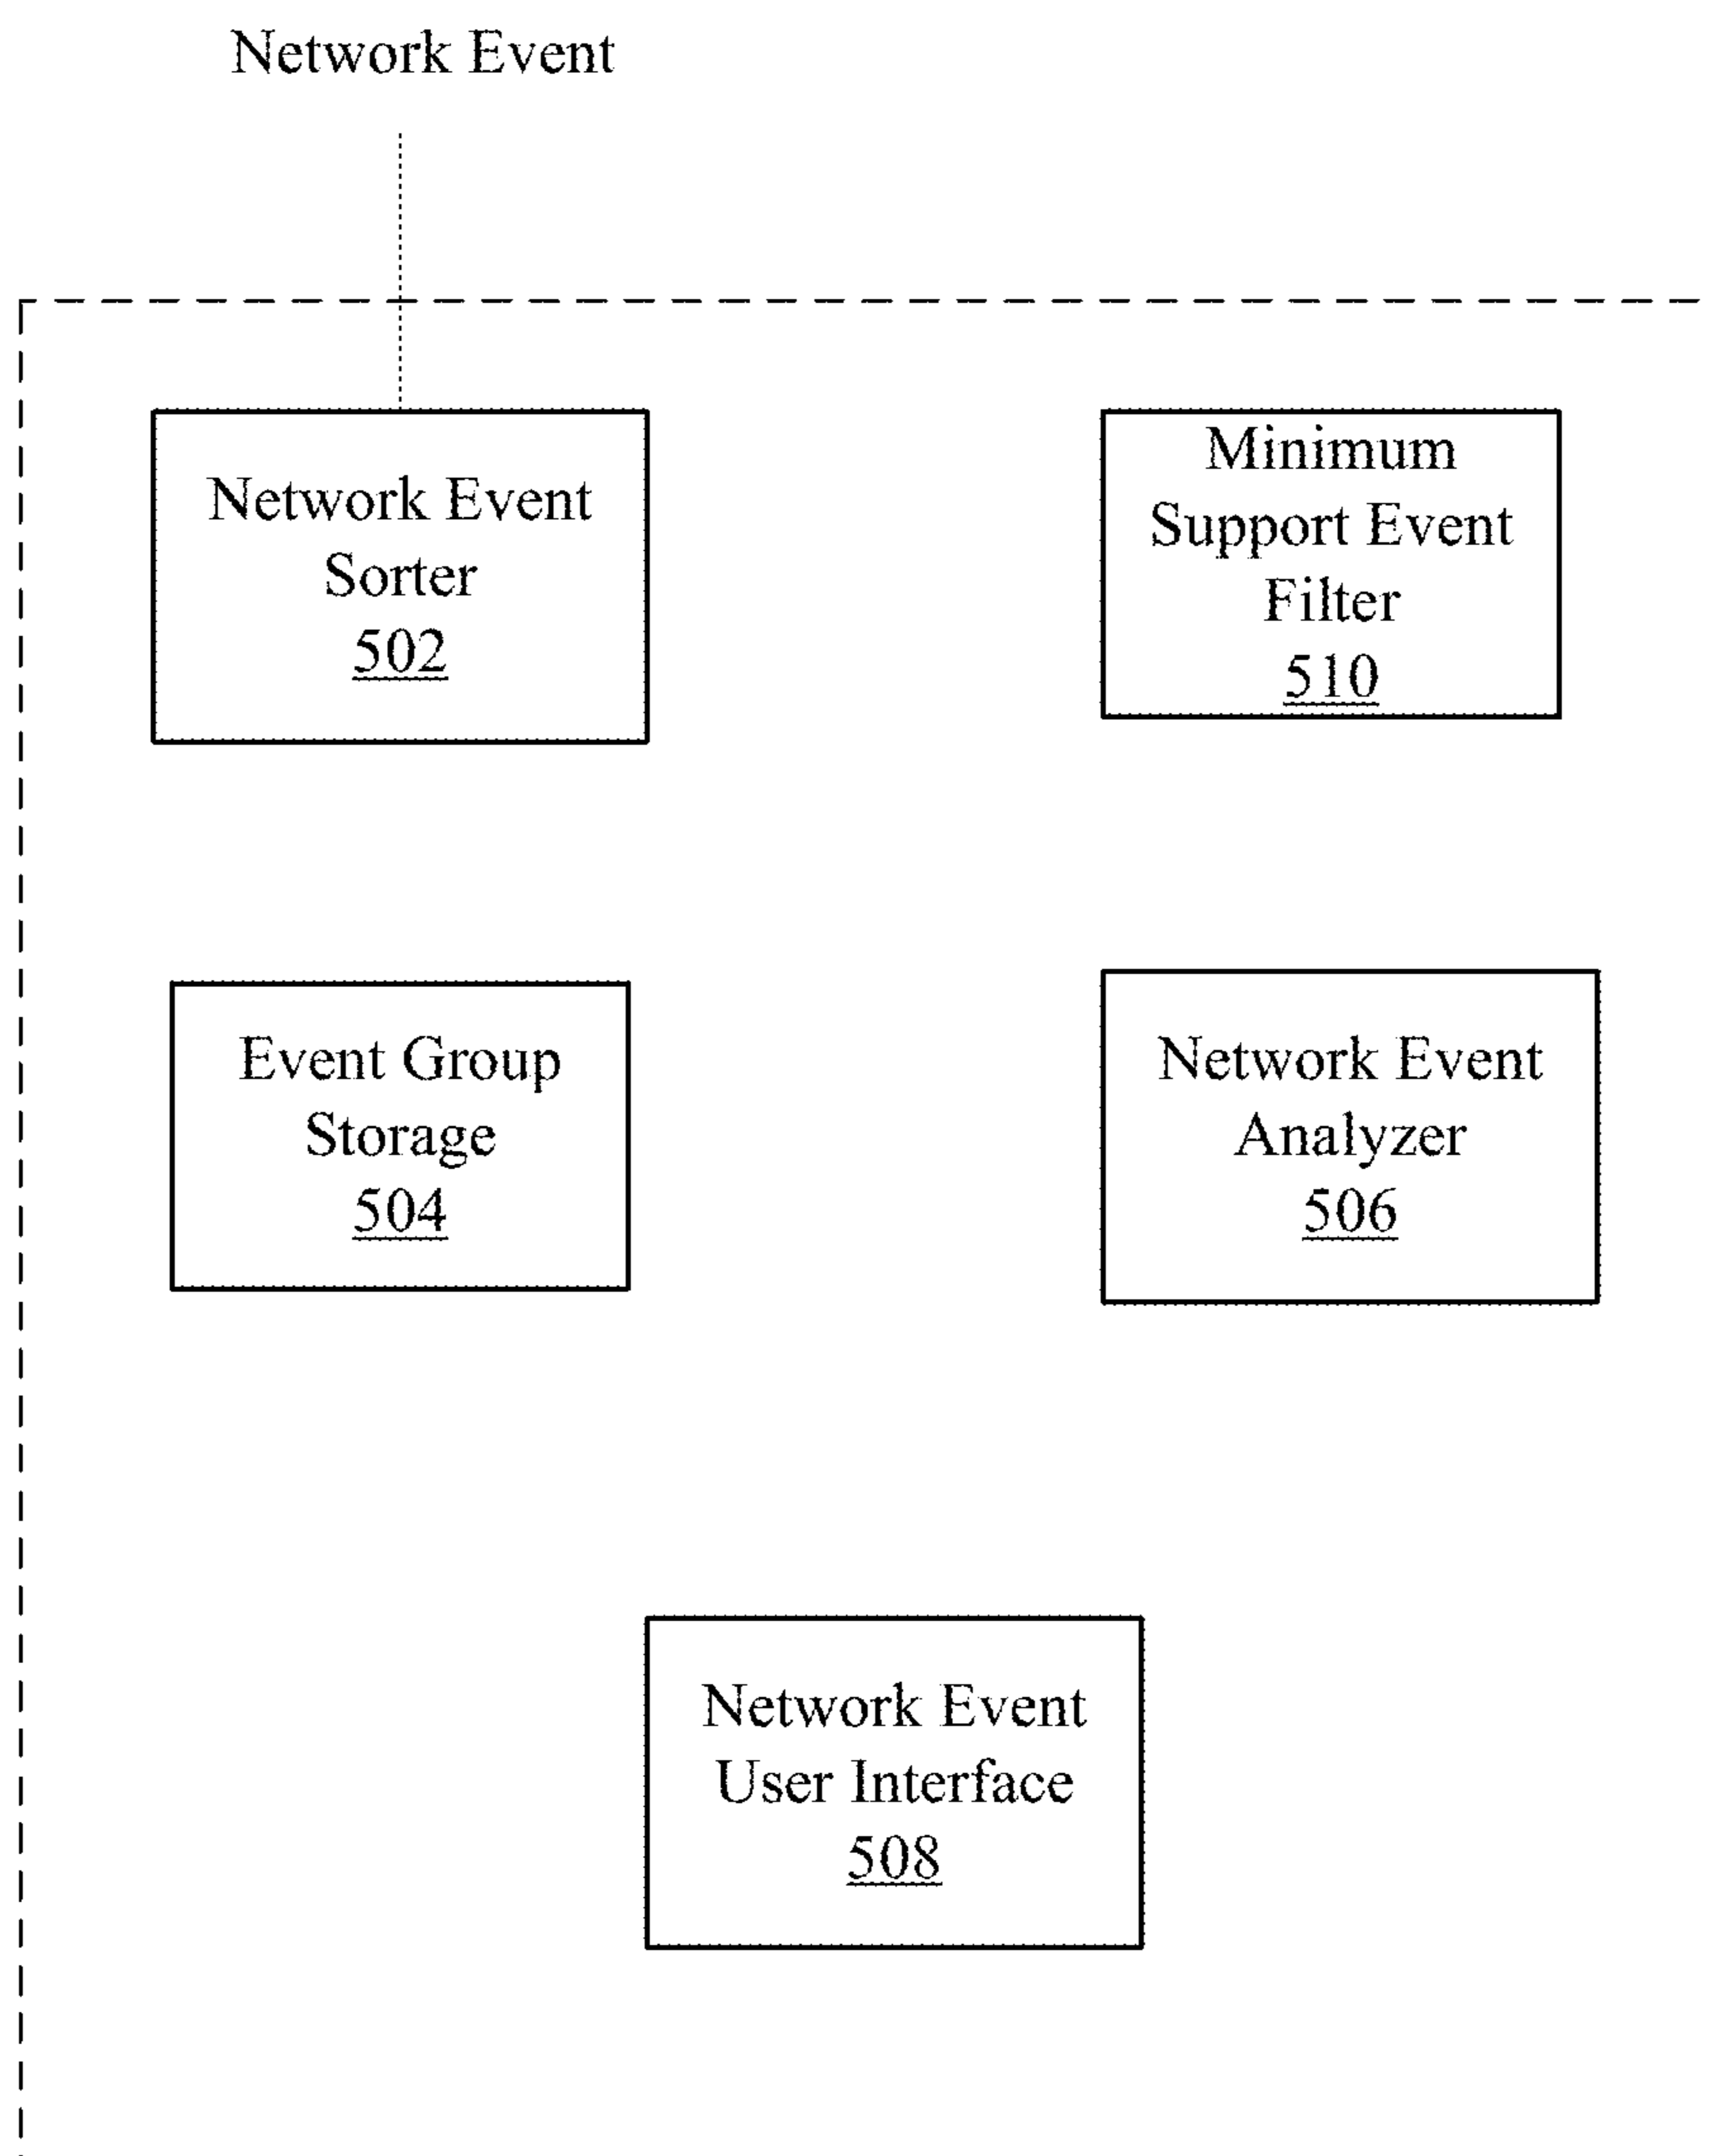 Network Event
Network Event
Sorter
502
Minimum
Support Event
Filter
510
Event Group
Storage
504
Network Event
Analyzer
506
Network Event
User Interface
508